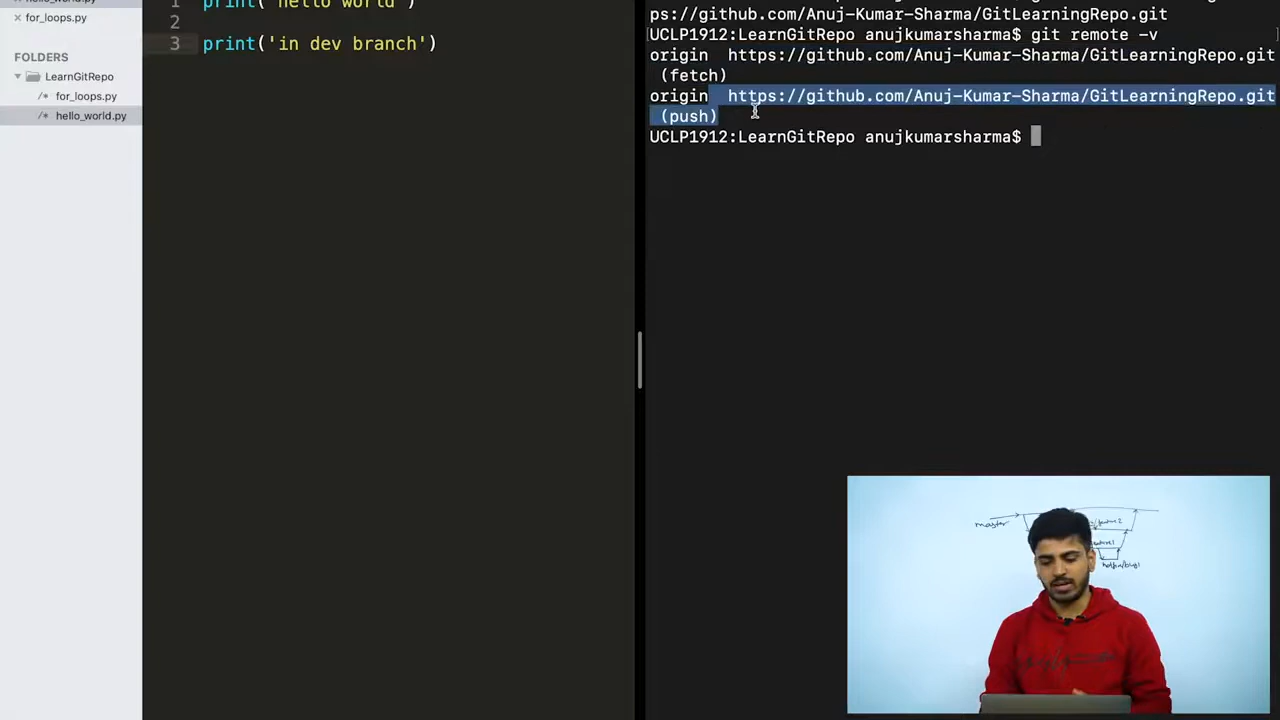 hello_world.py
for_loops.py
FOLDERS
LearnGitRepo
/* for_loops.py
/* hello_world.py
1 print('hello world')
2
3 print('in dev branch')
ps://github.com/Anuj-Kumar-Sharma/GitLearningRepo.git
UCLP1912:LearnGitRepo anujkumarsharma$ git remote -v
origin https://github.com/Anuj-Kumar-Sharma/GitLearningRepo.git
(fetch)
origin https://github.com/Anuj-Kumar-Sharma/GitLearningRepo.git
(push)
UCLP1912:LearnGitRepo anujkumarsharma$
master